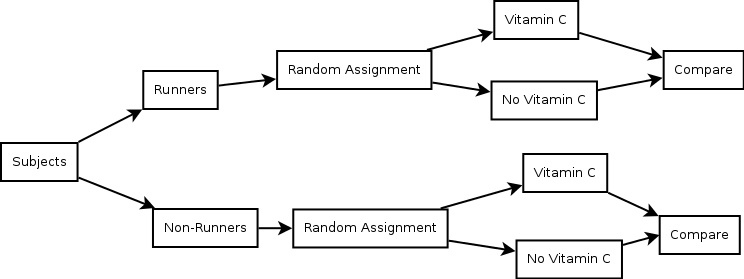 Subjects
Runners
Random Assignment
Vitamin C
No Vitamin C
Compare
Non-Runners
Random Assignment
Vitamin C
No Vitamin C
Compare